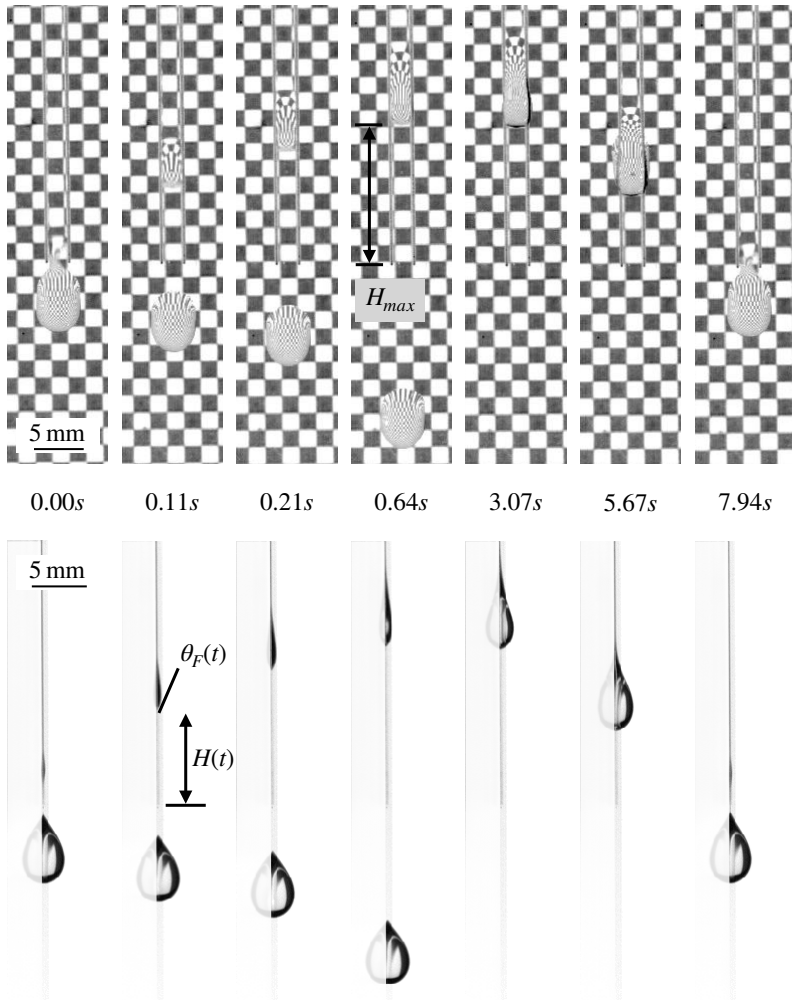 H_max
5 mm
0.00s 0.11s 0.21s 0.64s 3.07s 5.67s 7.94s
5 mm
θ_F(t)
H(t)